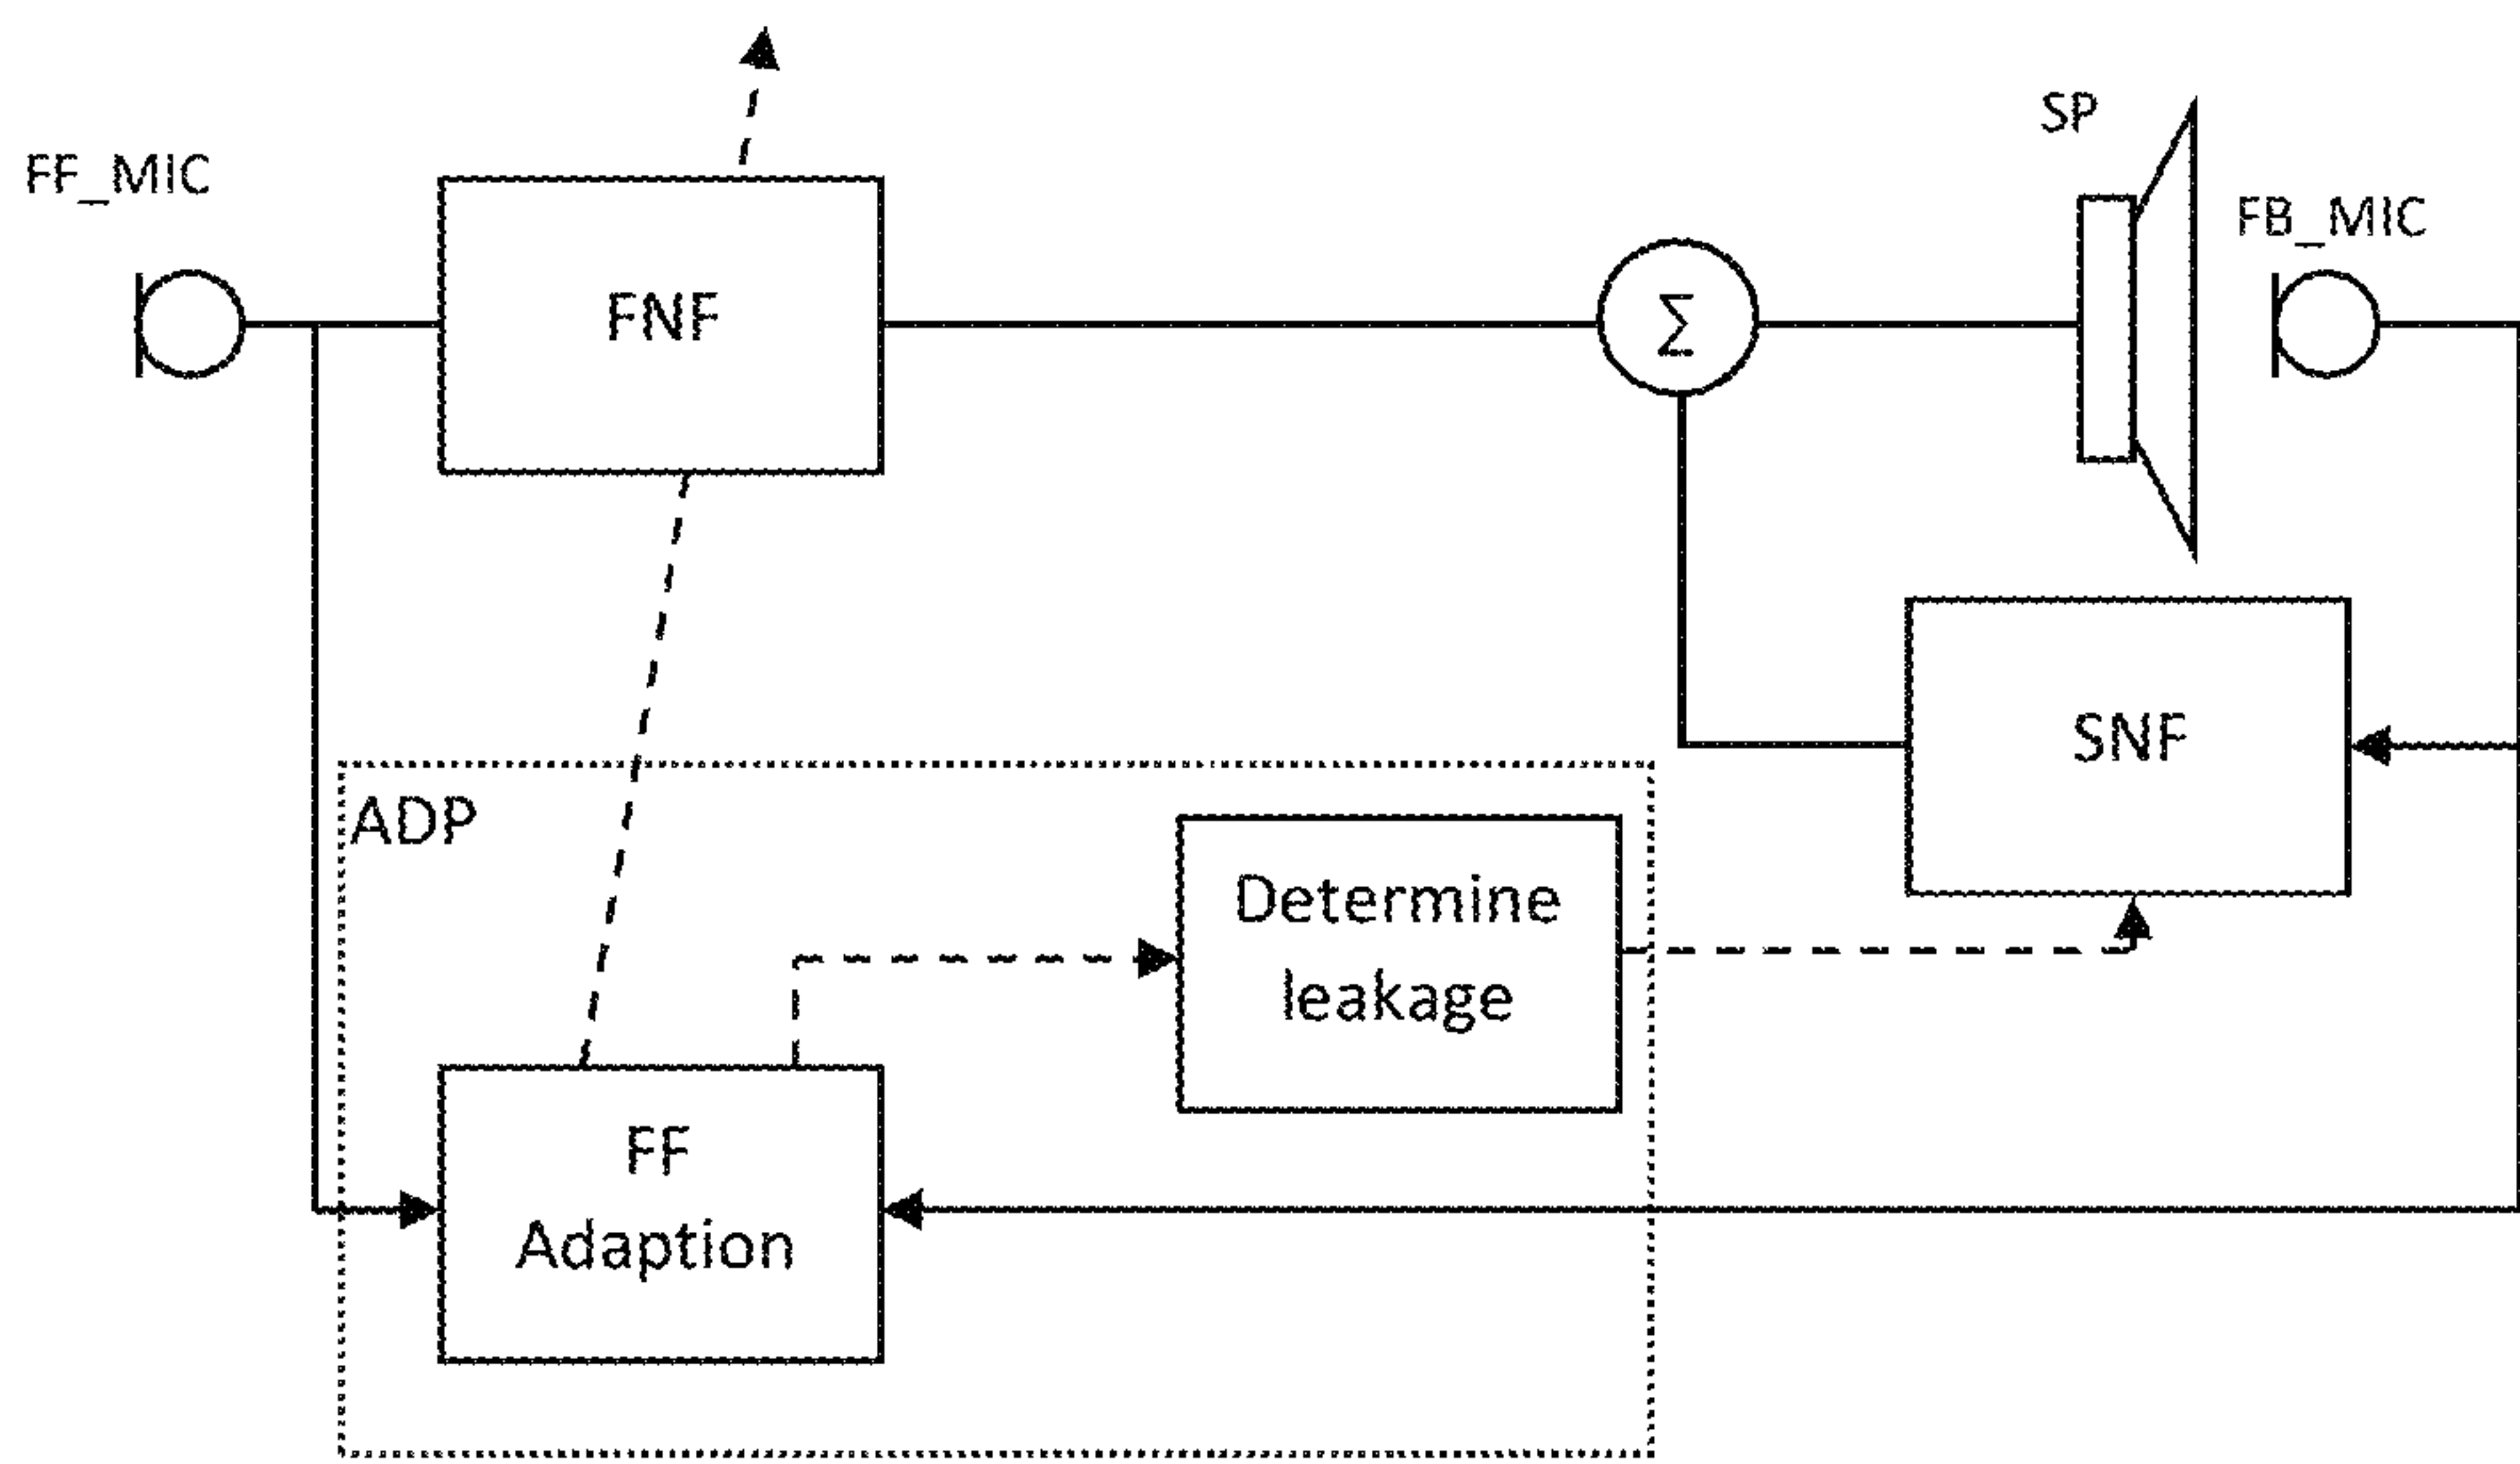 SP
FF_MIC
FB_MIC
FNF
Σ
SNF
ADP
Determine
leakage
FF
Adaption